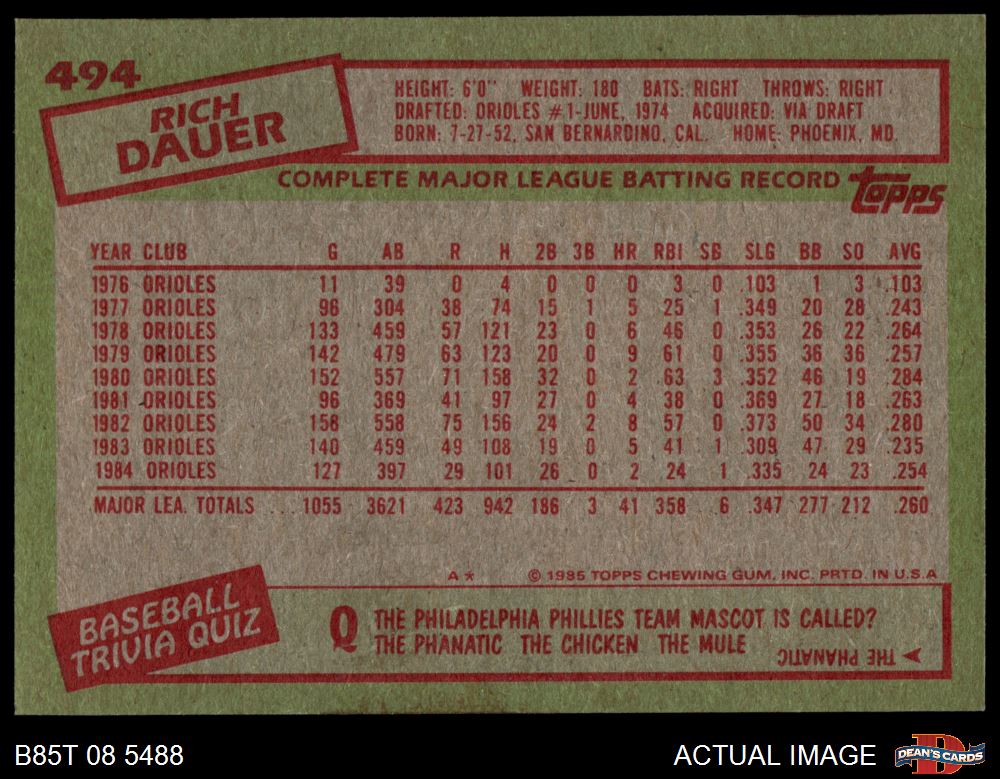 494
RICH
DAUER
HEIGHT: 6'0" WEIGHT: 180 BATS: RIGHT THROWS: RIGHT
DRAFTED: ORIOLES #1-JUNE, 1974 ACQUIRED: VIA DRAFT
BORN: 7-27-52, SAN BERNARDINO, CAL. HOME: PHOENIX, MD.
COMPLETE MAJOR LEAGUE BATTING RECORD topps
YEAR CLUB G AB R H 2B 3B HR RBI SB SLG BB SO AVG
1976 ORIOLES 11 39 0 4 0 0 0 3 0 .103 1 3 .103
1977 ORIOLES 96 304 38 74 15 1 5 25 1 .349 20 28 .243
1978 ORIOLES 133 459 57 121 23 0 6 46 0 .353 26 22 .264
1979 ORIOLES 142 479 63 123 20 0 9 61 0 .355 36 36 .257
1980 ORIOLES 152 557 71 158 32 0 2 63 3 .352 46 19 .284
1981 ORIOLES 96 369 41 97 27 0 4 38 0 .369 27 18 .263
1982 ORIOLES 158 558 75 156 24 2 8 57 0 .373 50 34 .280
1983 ORIOLES 140 459 49 108 19 0 5 41 1 .309 47 29 .235
1984 ORIOLES 127 397 29 101 26 0 2 24 1 .335 24 23 .254
MAJOR LEA. TOTALS ... 1055 3621 423 942 186 3 41 358 6 .347 277 212 .260
A* © 1985 TOPPS CHEWING GUM, INC. PRTD. IN U.S.A
BASEBALL
TRIVIA QUIZ
Q THE PHILADELPHIA PHILLIES TEAM MASCOT IS CALLED?
THE PHANATIC THE CHICKEN THE MULE
THE PHANATIC
B85T 08 5488
ACTUAL IMAGE
D
DEAN'S CARDS